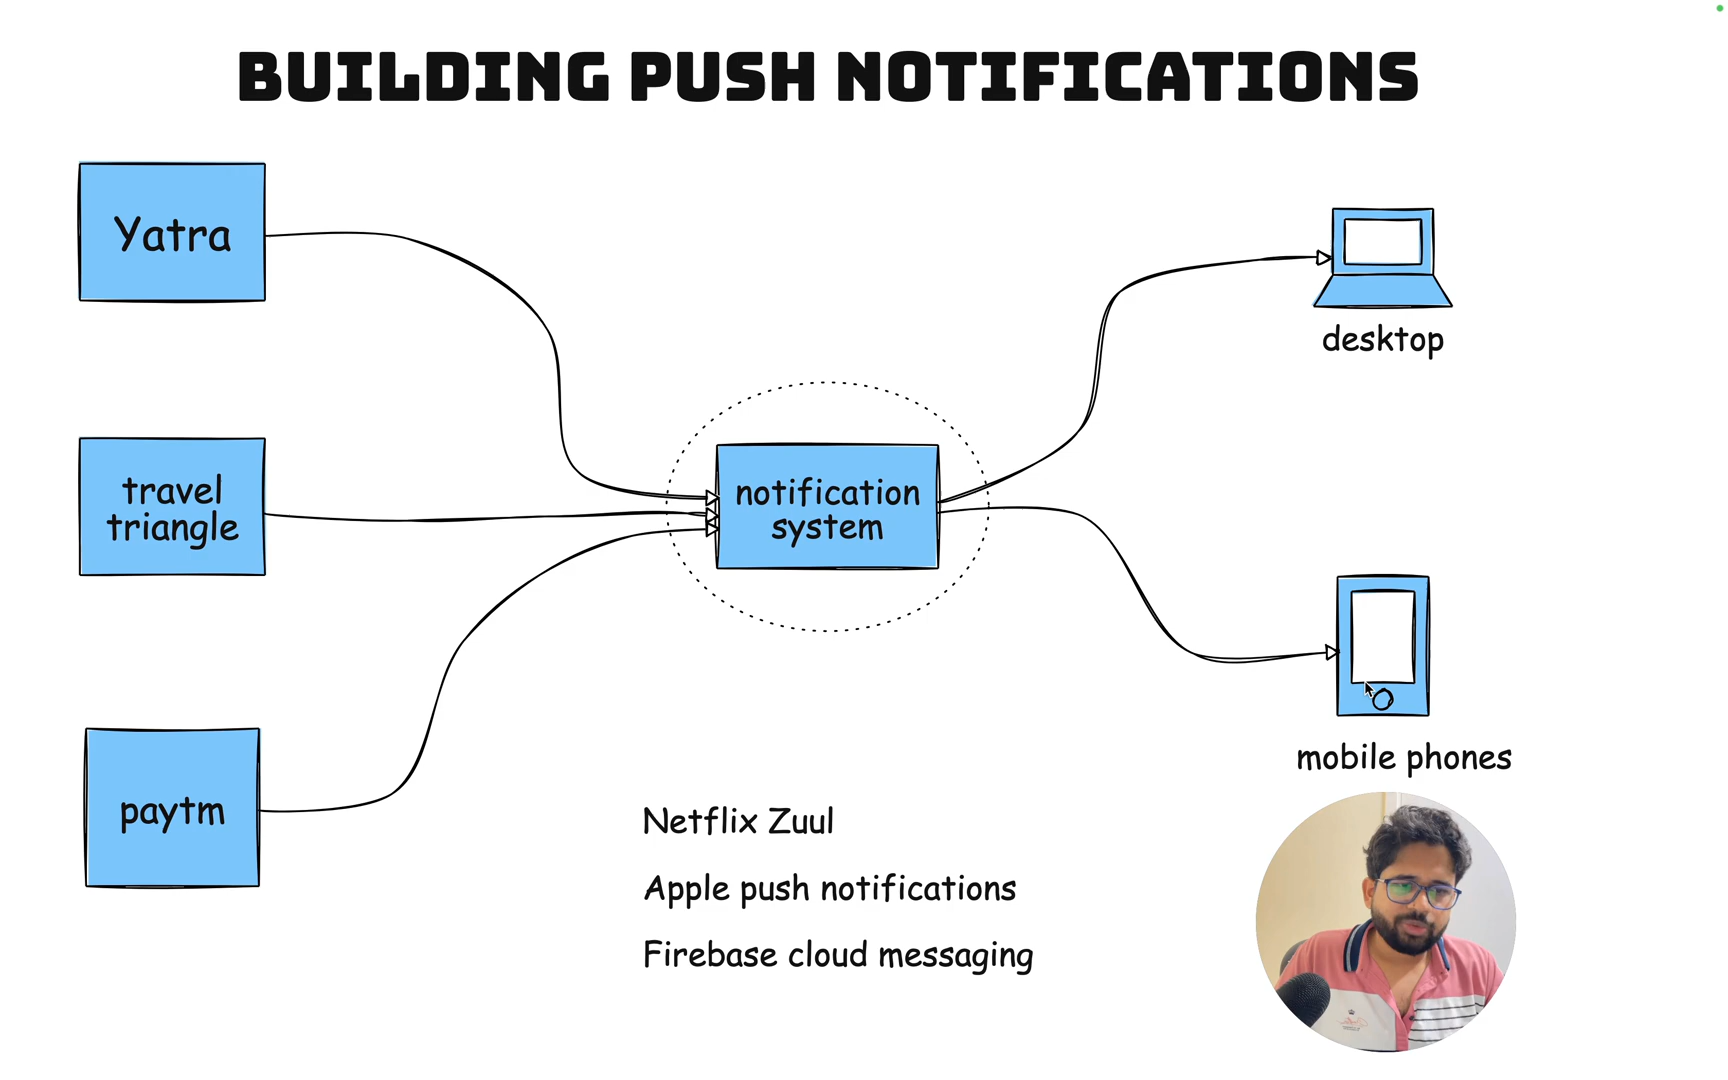 BUILDING PUSH NOTIFICATIONS
Yatra
travel
triangle
paytm
notification
system
desktop
mobile phones
Netflix Zuul
Apple push notifications
Firebase cloud messaging